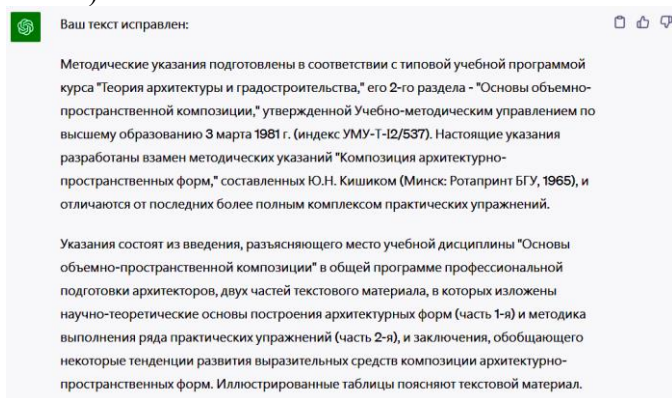 Ваш текст исправлен:
Методические указания подготовлены в соответствии с типовой учебной программой
курса "Теория архитектуры и градостроительства," его 2-го раздела - "Основы объемно-
пространственной композиции," утвержденной Учебно-методическим управлением по
высшему образованию 3 марта 1981 г. (индекс УМУ-Т-I2/537). Настоящие указания
разработаны взамен методических указаний "Композиция архитектурно-
пространственных форм," составленных Ю.Н. Кишиком (Минск: Ротапринт БГУ, 1965), и
отличаются от последних более полным комплексом практических упражнений.
Указания состоят из введения, разъясняющего место учебной дисциплины "Основы
объемно-пространственной композиции" в общей программе профессиональной
подготовки архитекторов, двух частей текстового материала, в которых изложены
научно-теоретические основы построения архитектурных форм (часть 1-я) и методика
выполнения ряда практических упражнений (часть 2-я), и заключения, обобщающего
некоторые тенденции развития выразительных средств композиции архитектурно-
пространственных форм. Иллюстрированные таблицы поясняют текстовой материал.